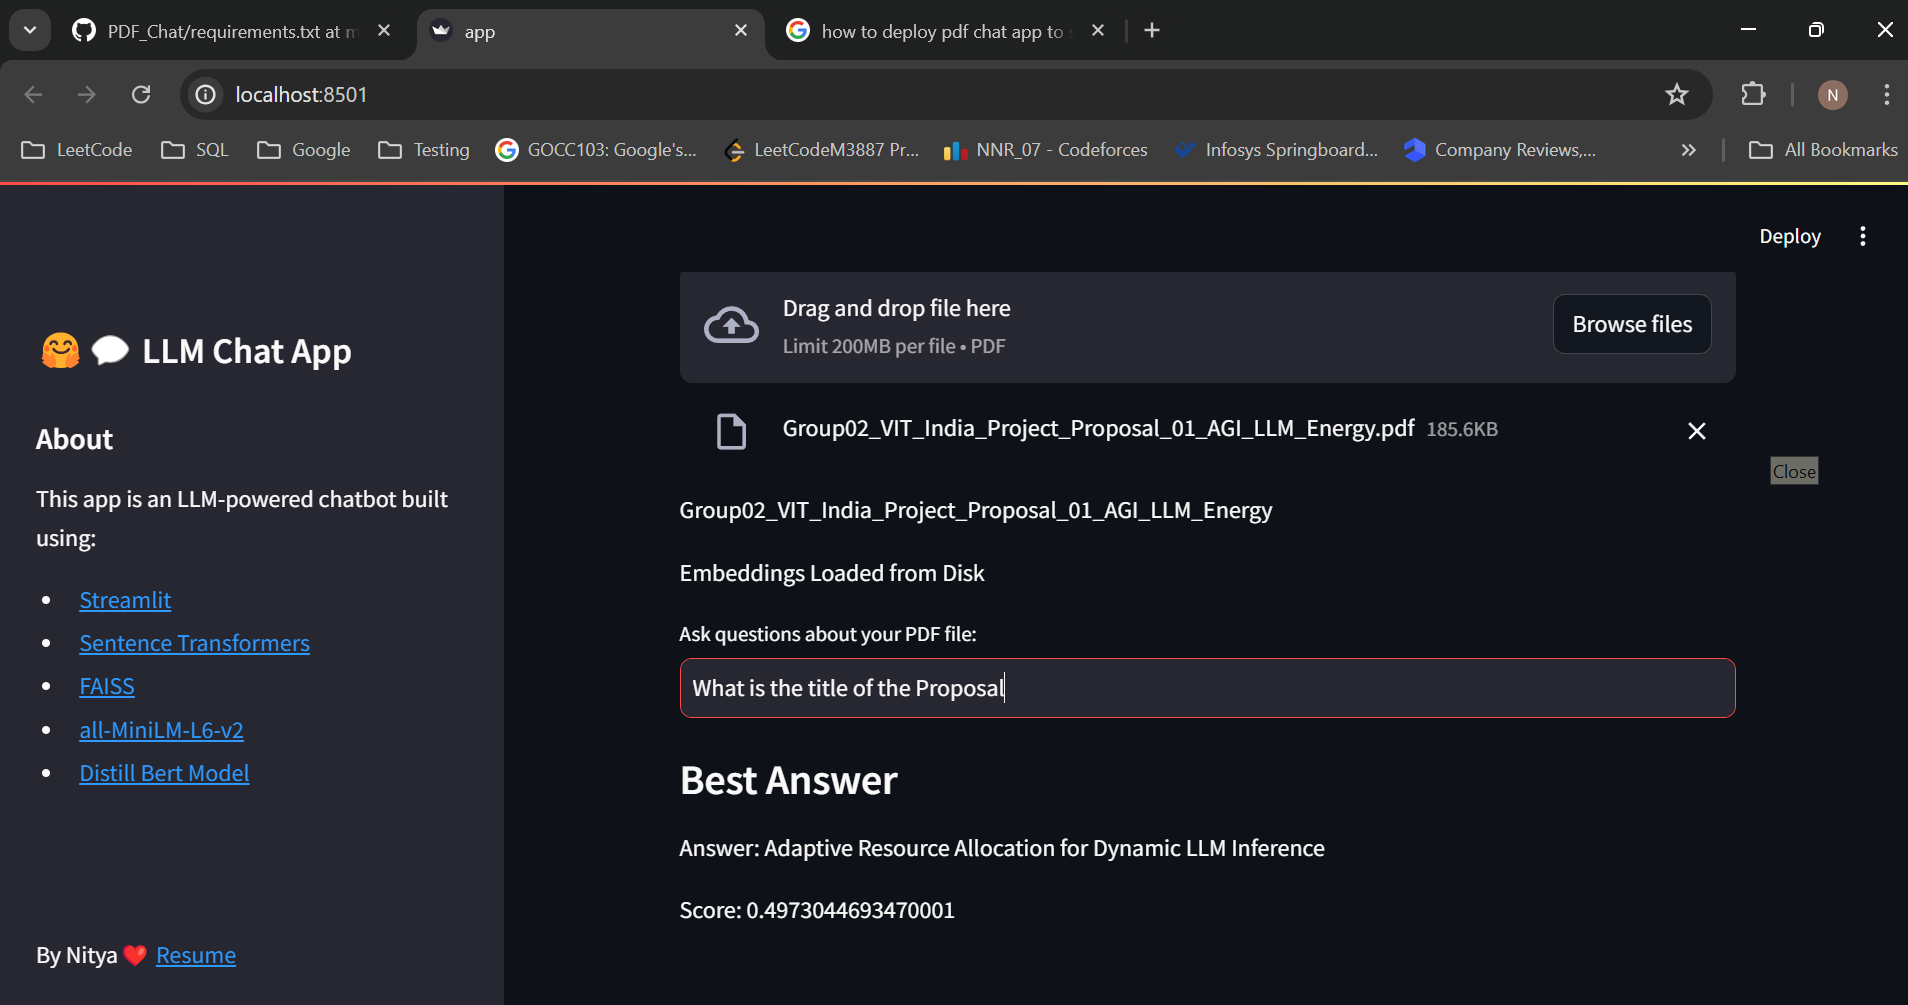 PDF_Chat/requirements.txt at m
app
how to deploy pdf chat app to s
localhost:8501
N
LeetCode
SQL
Google
Testing
GOCC103: Google's...
LeetCodeM3887 Pr...
NNR_07 - Codeforces
Infosys Springboard...
Company Reviews,...
All Bookmarks
Deploy
Drag and drop file here
Limit 200MB per file • PDF
Browse files
Group02_VIT_India_Project_Proposal_01_AGI_LLM_Energy.pdf 185.6KB
Close
Group02_VIT_India_Project_Proposal_01_AGI_LLM_Energy
Embeddings Loaded from Disk
Ask questions about your PDF file:
What is the title of the Proposal
Best Answer
Answer: Adaptive Resource Allocation for Dynamic LLM Inference
Score: 0.4973044693470001
🤗💬 LLM Chat App
About
This app is an LLM-powered chatbot built
using:
• Streamlit
• Sentence Transformers
• FAISS
• all-MiniLM-L6-v2
• Distill Bert Model
By Nitya ❤️ Resume